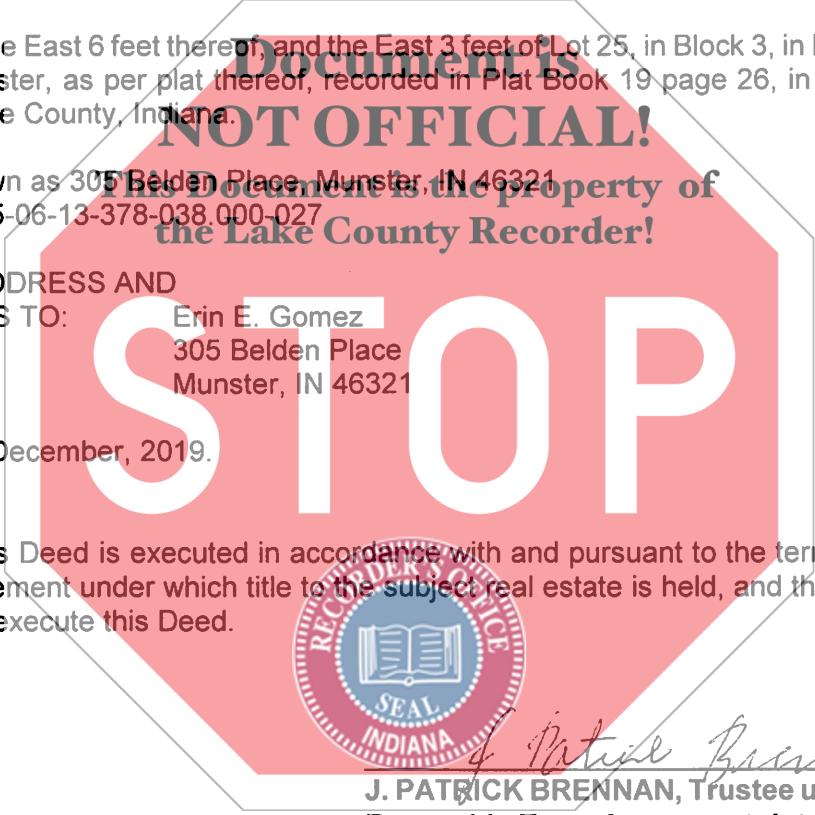 e East 6 feet thereof, and the East 3 feet of Lot 25, in Block 3, in
Document is
ster, as per plat thereof, recorded in Plat Book 19 page 26, in
e County, Indiana.
NOT OFFICIAL!
n as 305 Belden Place, Munster, IN 46321
This Document is the property of
-06-13-378-038.000-027
the Lake County Recorder!
DRESS AND
S TO: Erin E. Gomez
305 Belden Place
Munster, IN 46321
STOP
December, 2019.
s Deed is executed in accordance with and pursuant to the ter
ement under which title to the subject real estate is held, and th
execute this Deed.
RECORDER'S OFFICE
SEAL
INDIANA
J Patrick Bren
J. PATRICK BRENNAN, Trustee u